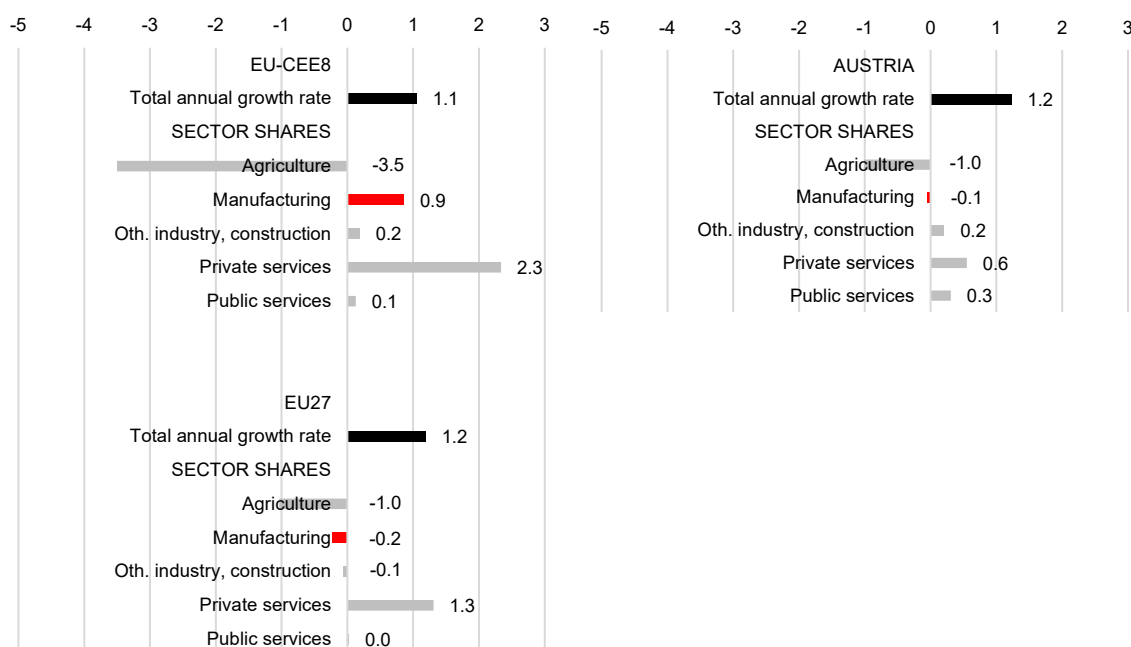 -5 -4 -3 -2 -1 0 1 2 3
EU-CEE8
Total annual growth rate 1.1
SECTOR SHARES
Agriculture -3.5
Manufacturing 0.9
Oth. industry, construction 0.2
Private services 2.3
Public services 0.1
-5 -4 -3 -2 -1 0 1 2 3
AUSTRIA
Total annual growth rate 1.2
SECTOR SHARES
Agriculture -1.0
Manufacturing -0.1
Oth. industry, construction 0.2
Private services 0.6
Public services 0.3
EU27
Total annual growth rate 1.2
SECTOR SHARES
Agriculture -1.0
Manufacturing -0.2
Oth. industry, construction -0.1
Private services 1.3
Public services 0.0